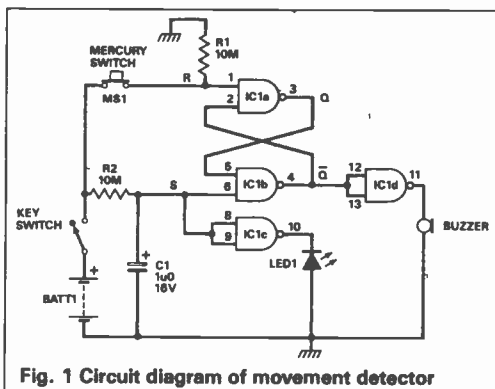 R1
10M
MERCURY
SWITCH
MS1
R
1
2
3
IC1a
Q
R2
10M
S
5
6
IC1b
4
Q̅
12
13
IC1d
11
KEY
SWITCH
8
9
IC1c
10
BUZZER
+
C1
1u0
16V
LED1
+
BATT1
Fig. 1 Circuit diagram of movement detector